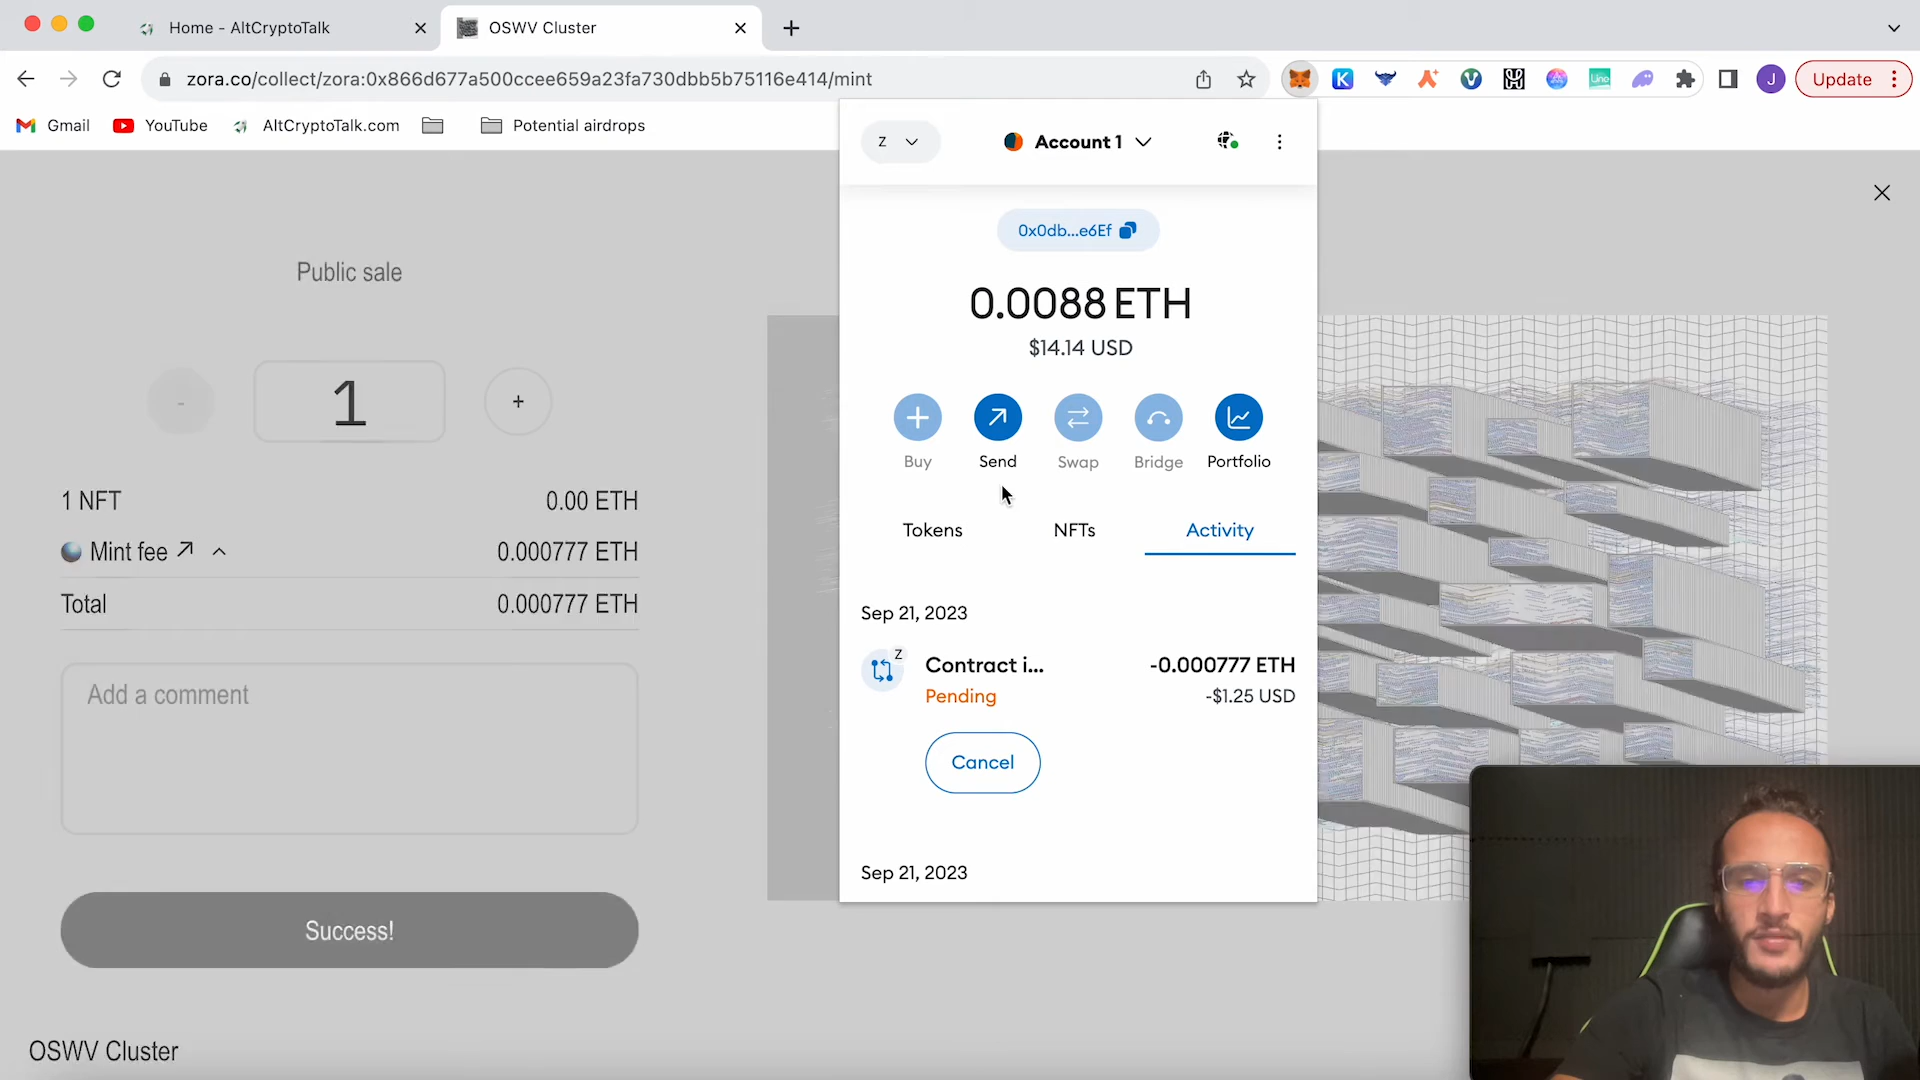 Home - AltCryptoTalk
OSWV Cluster
zora.co/collect/zora:0x866d677a500ccee659a23fa730dbb5b75116e414/mint
J
Update
Gmail
YouTube
AltCryptoTalk.com
Potential airdrops
Public sale
-
1
+
1 NFT
0.00 ETH
Mint fee
0.000777 ETH
Total
0.000777 ETH
Add a comment
Success!
OSWV Cluster
Z
Account 1
0x0db...e6Ef
0.0088 ETH
$14.14 USD
Buy
Send
Swap
Bridge
Portfolio
Tokens
NFTs
Activity
Sep 21, 2023
Z
Contract i...
-0.000777 ETH
Pending
-$1.25 USD
Cancel
Sep 21, 2023